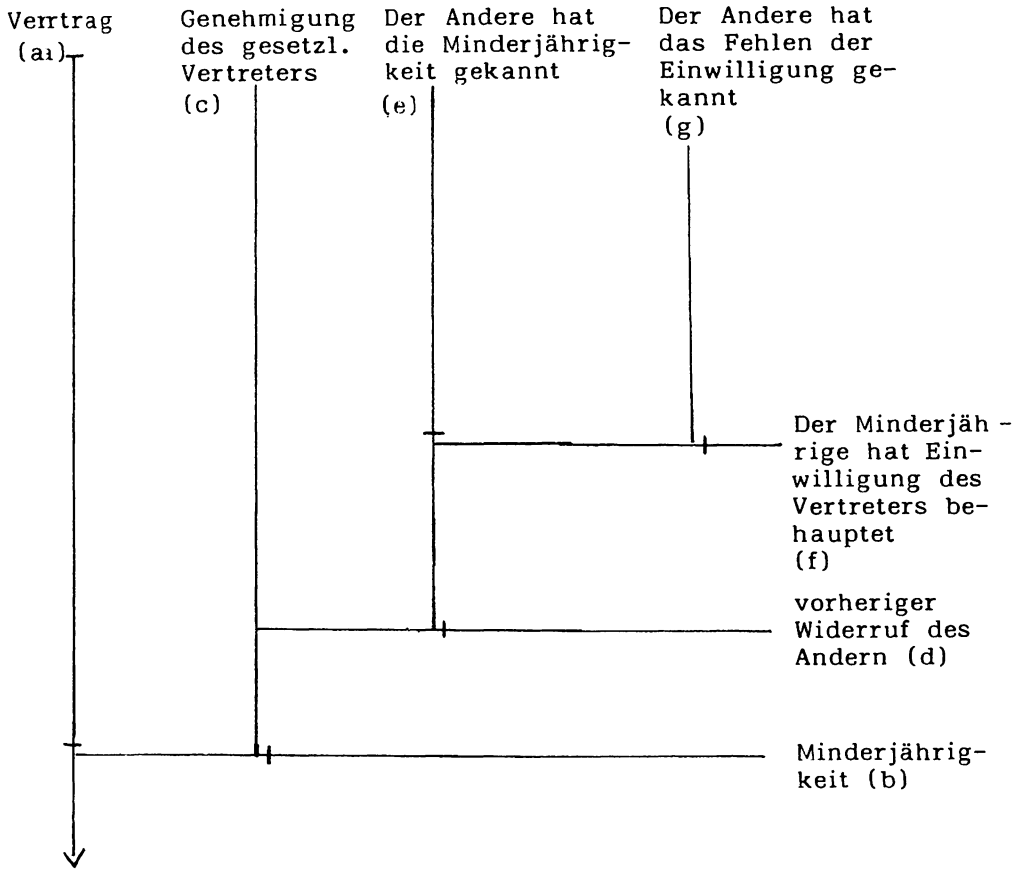 Verrtrag
(a1)
Genehmigung
des gesetzl.
Vertreters
(c)
Der Andere hat
die Minderjährig-
keit gekannt
(e)
Der Andere hat
das Fehlen der
Einwilligung ge-
kannt
(g)
Der Minderjäh-
rige hat Ein-
willigung des
Vertreters be-
hauptet
(f)
vorheriger
Widerruf des
Andern (d)
Minderjährig-
keit (b)